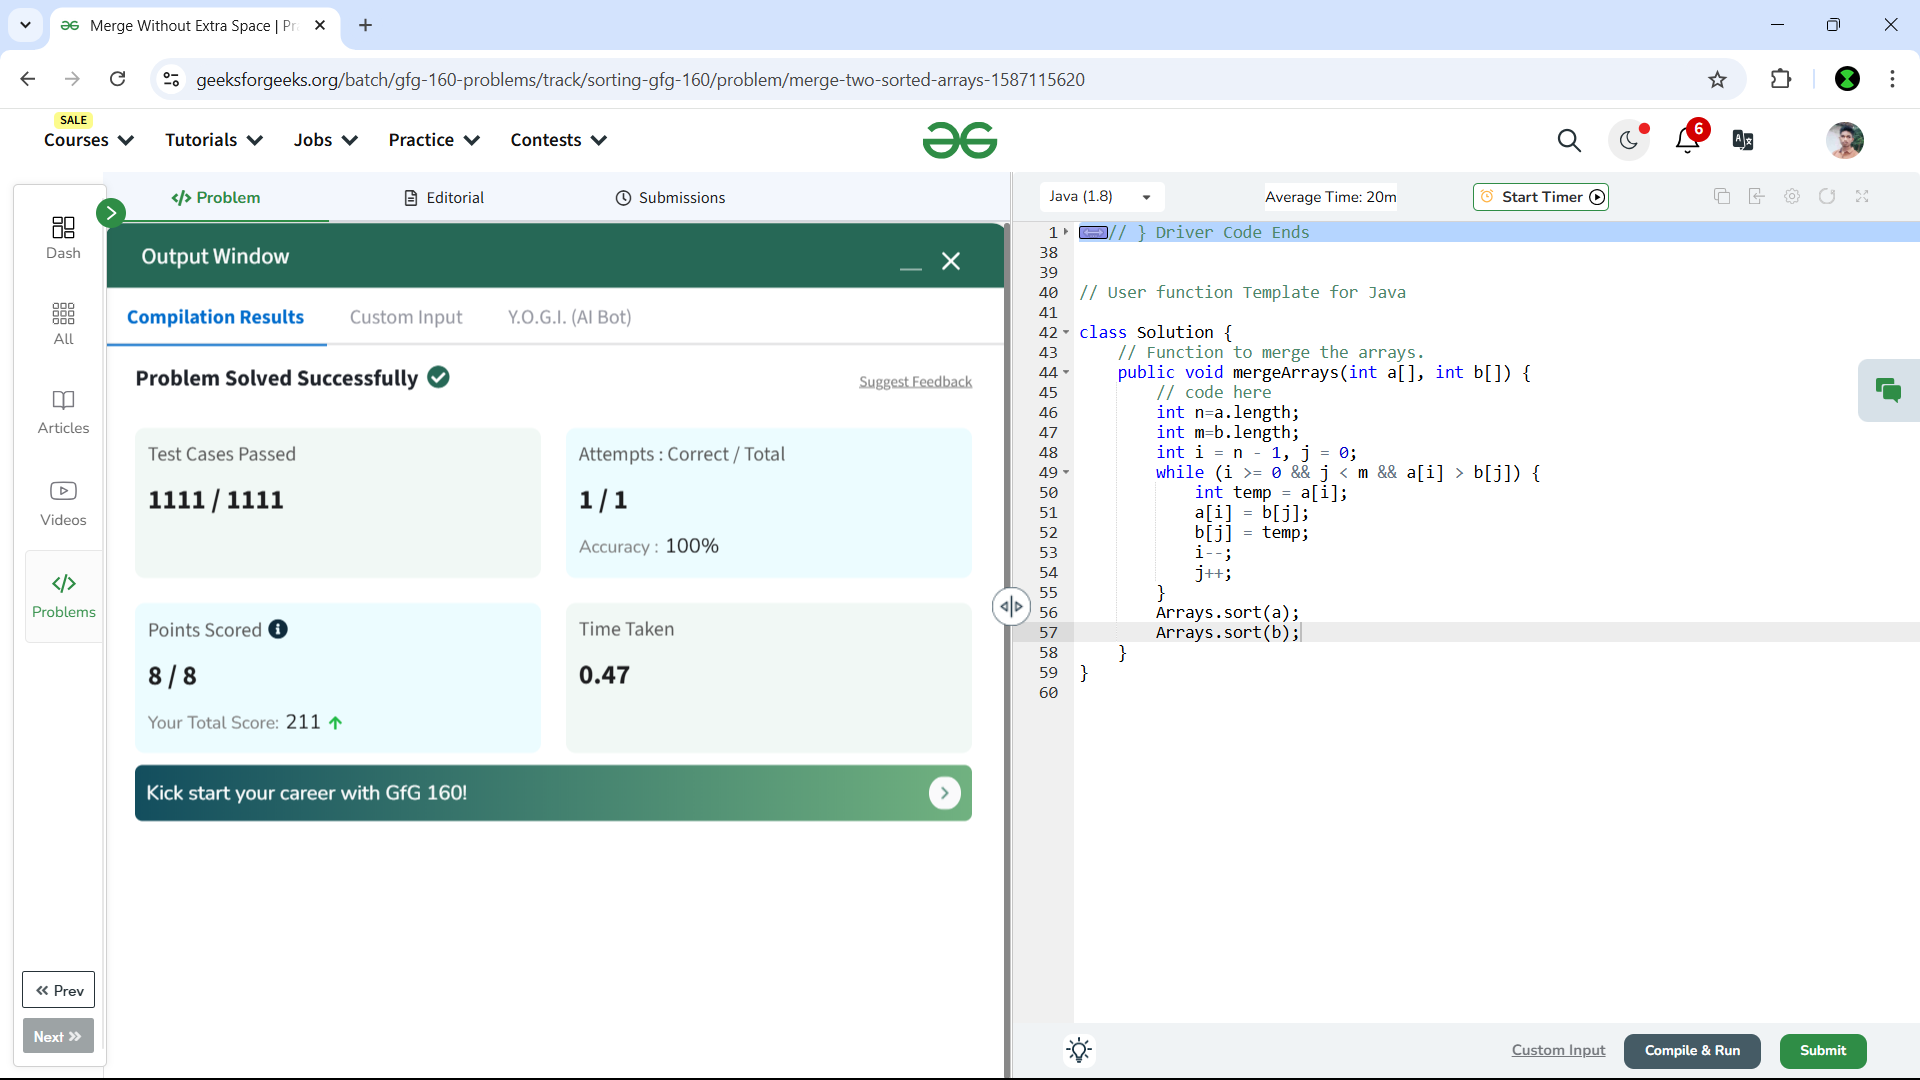 Merge Without Extra Space | Pr
geeksforgeeks.org/batch/gfg-160-problems/track/sorting-gfg-160/problem/merge-two-sorted-arrays-1587115620
SALE
Courses Tutorials Jobs Practice Contests
6
Dash
All
Articles
Videos
Problems
Prev
Next
Problem Editorial Submissions
Output Window
Compilation Results Custom Input Y.O.G.I. (AI Bot)
Problem Solved Successfully
Suggest Feedback
Test Cases Passed
1111 / 1111
Attempts : Correct / Total
1 / 1
Accuracy : 100%
Points Scored
8 / 8
Your Total Score: 211
Time Taken
0.47
Kick start your career with GfG 160!
Java (1.8) Average Time: 20m Start Timer
1 // } Driver Code Ends
38
39
40 // User function Template for Java
41
42 class Solution {
43 // Function to merge the arrays.
44 public void mergeArrays(int a[], int b[]) {
45 // code here
46 int n=a.length;
47 int m=b.length;
48 int i = n - 1, j = 0;
49 while (i >= 0 && j < m && a[i] > b[j]) {
50 int temp = a[i];
51 a[i] = b[j];
52 b[j] = temp;
53 i--;
54 j++;
55 }
56 Arrays.sort(a);
57 Arrays.sort(b);
58 }
59 }
60
Custom Input Compile & Run Submit